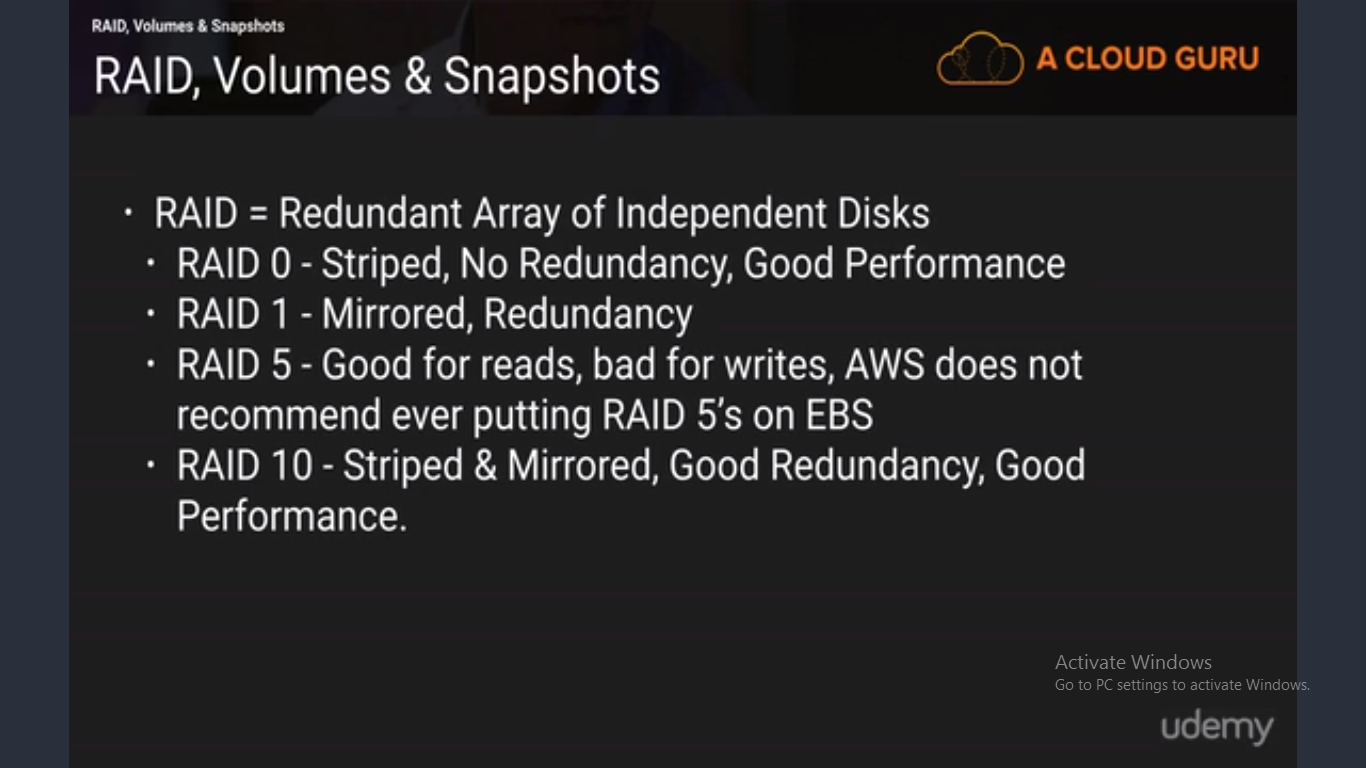 RAID, Volumes & Snapshots
RAID, Volumes & Snapshots
A CLOUD GURU
• RAID = Redundant Array of Independent Disks
• RAID 0 - Striped, No Redundancy, Good Performance
• RAID 1 - Mirrored, Redundancy
• RAID 5 - Good for reads, bad for writes, AWS does not
recommend ever putting RAID 5’s on EBS
• RAID 10 - Striped & Mirrored, Good Redundancy, Good
Performance.
Activate Windows
Go to PC settings to activate Windows.
udemy